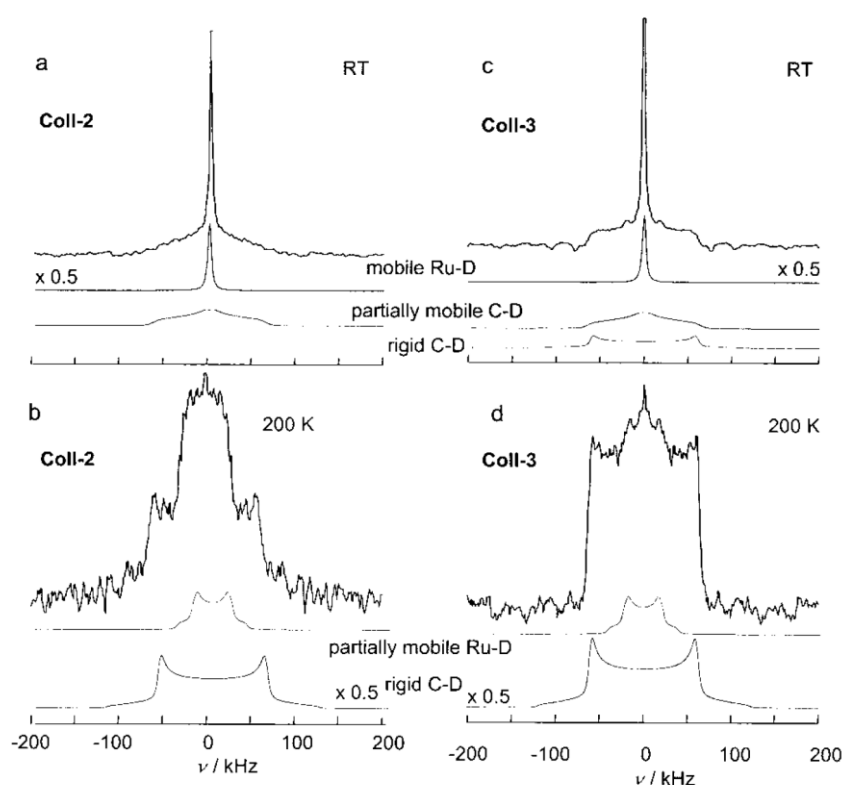 a
RT
Coll-2
x 0.5
c
RT
Coll-3
x 0.5
mobile Ru-D
partially mobile C-D
rigid C-D
b
200 K
Coll-2
d
200 K
Coll-3
partially mobile Ru-D
x 0.5
rigid C-D
x 0.5
-200 -100 0 100 200
-200 -100 0 100 200
ν / kHz
ν / kHz